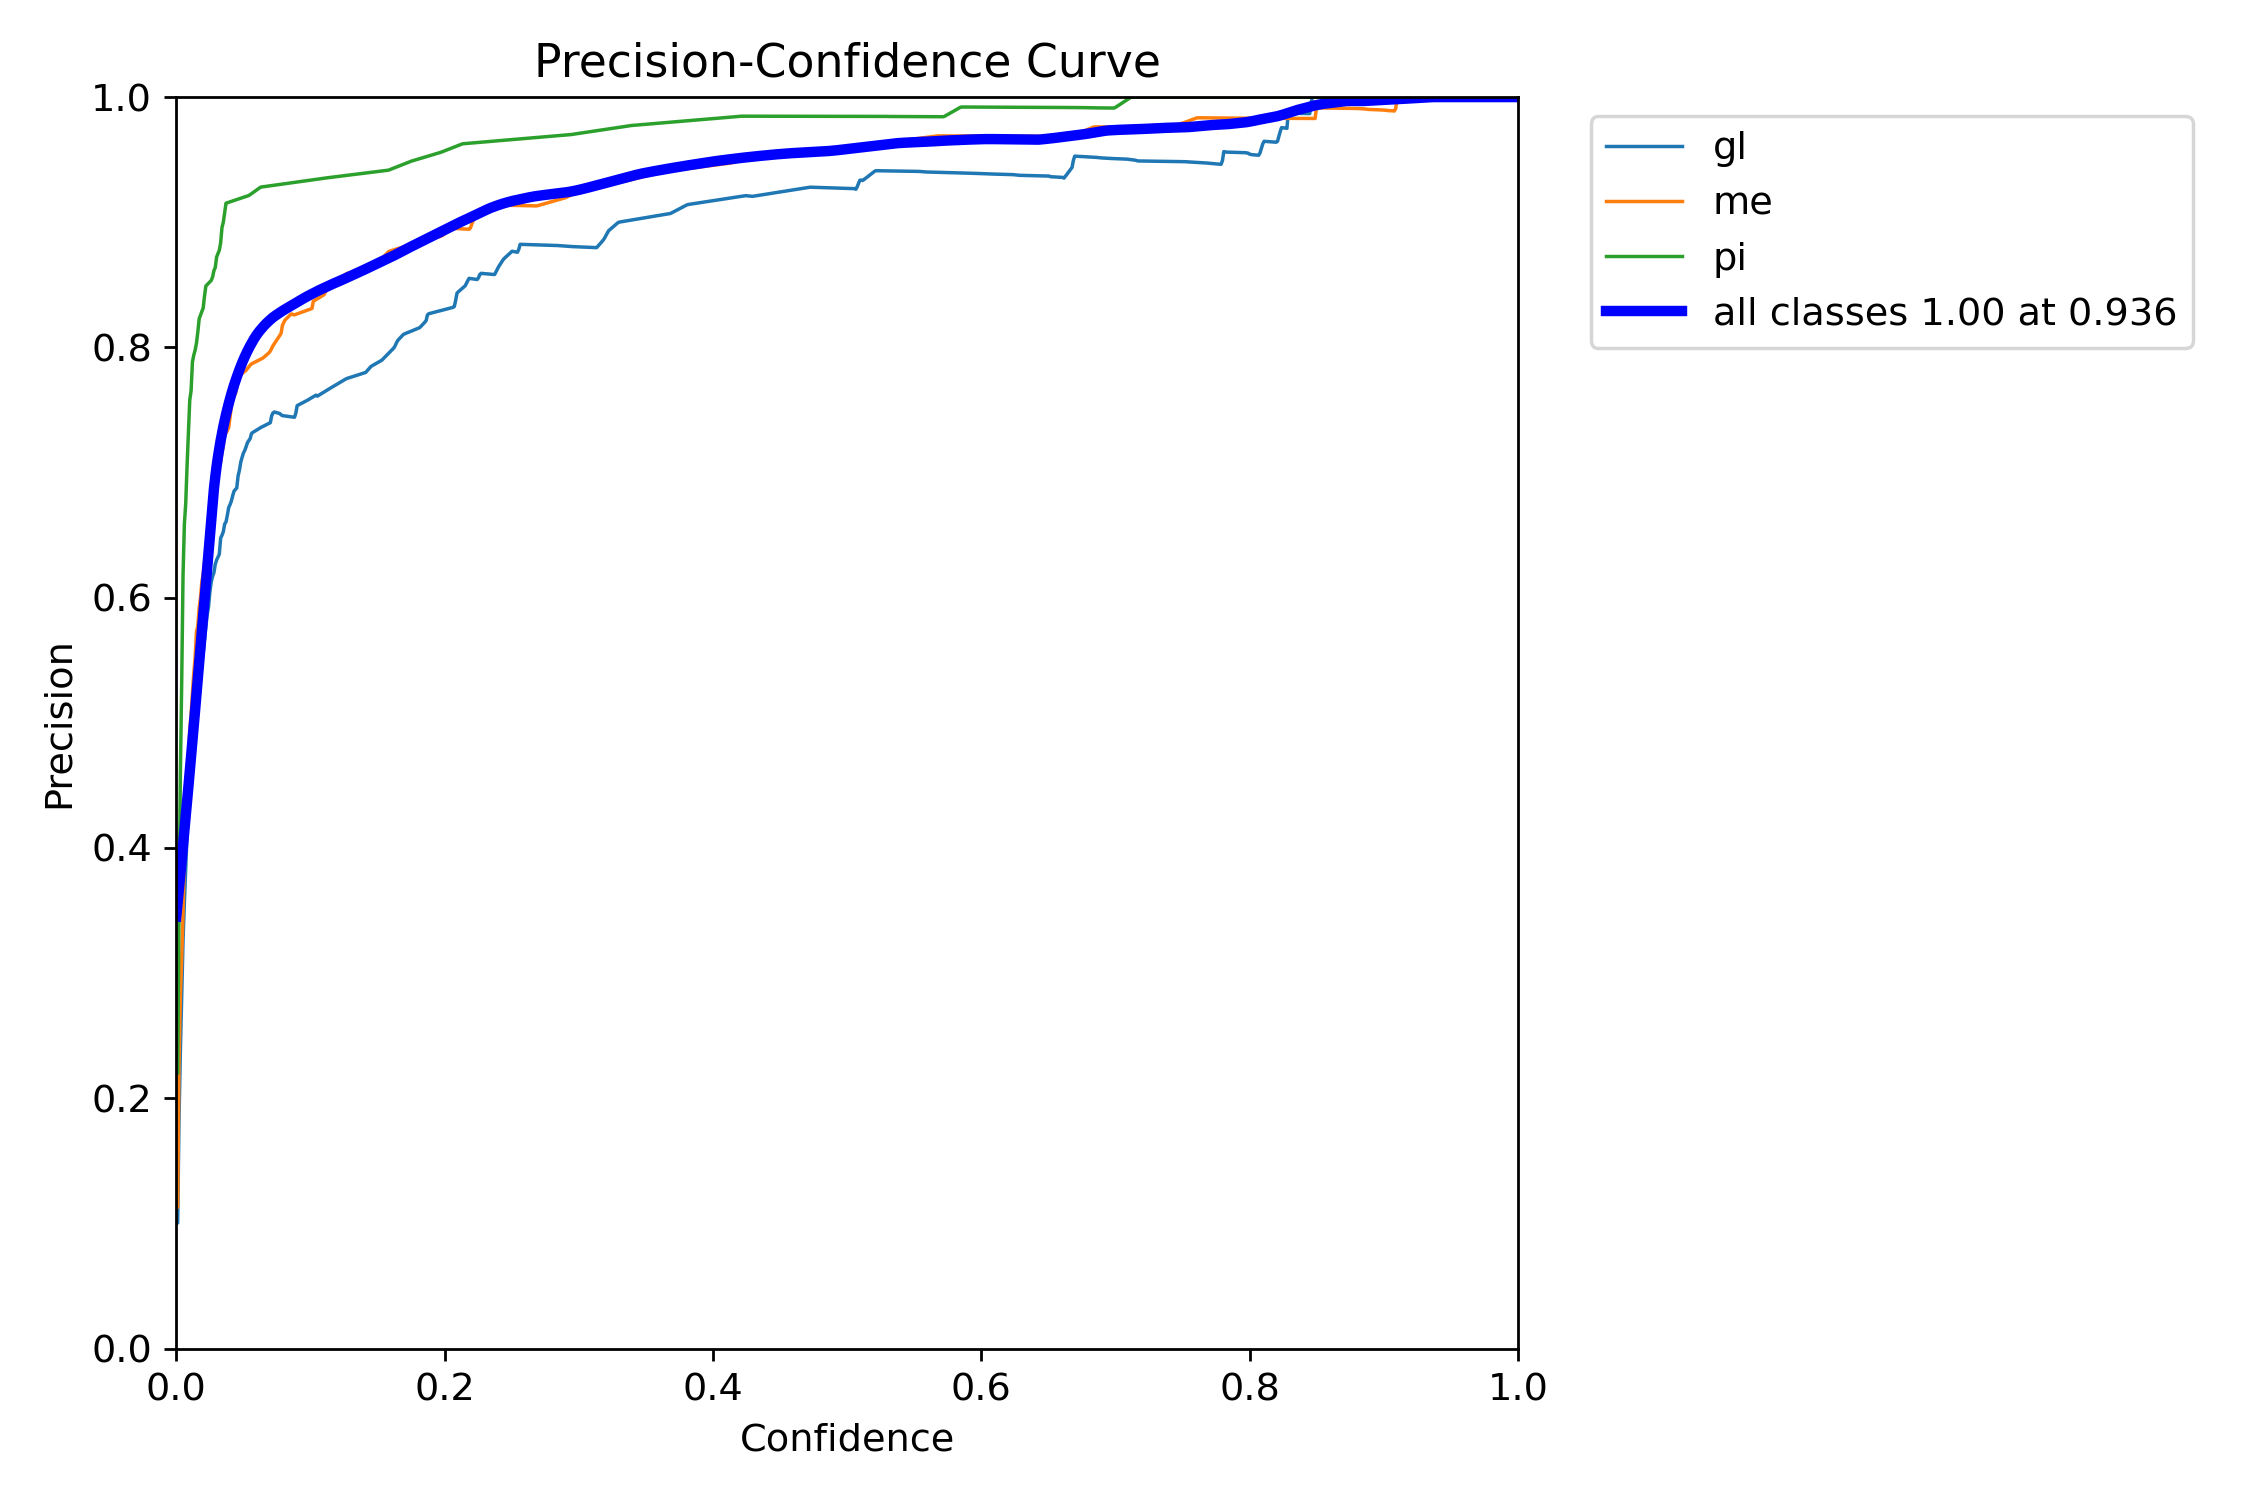 Precision-Confidence Curve
1.0
0.8
0.6
0.4
0.2
0.0
Precision
0.0 0.2 0.4 0.6 0.8 1.0
Confidence
gl
me
pi
all classes 1.00 at 0.936